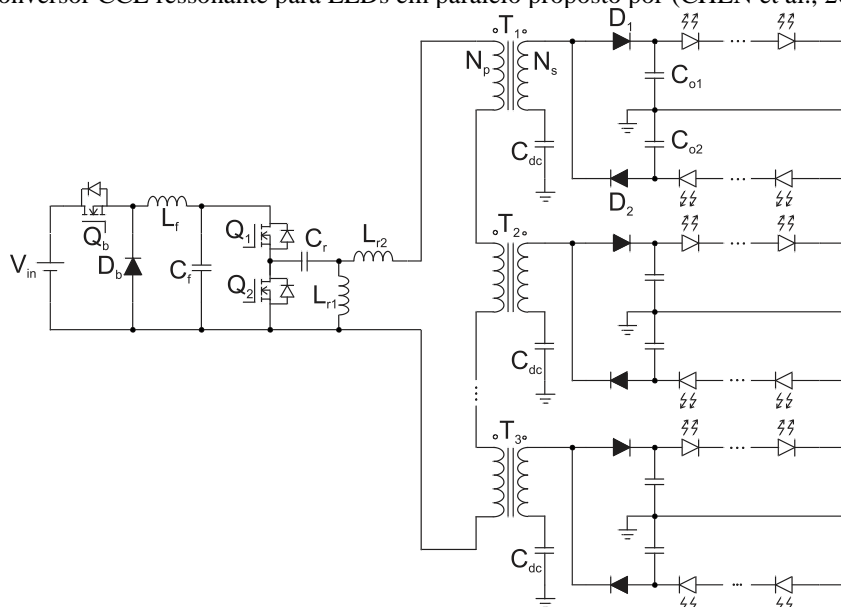 onversor CCL ressonante para LEDs em paralelo proposto por (CHEN et al., 20
T1
D1
Np
Ns
Co1
Cdc
Co2
D2
Qb
Lf
Q1
Cr
Lr2
T2
Vin
Db
Cf
Q2
Lr1
Cdc
T3
Cdc